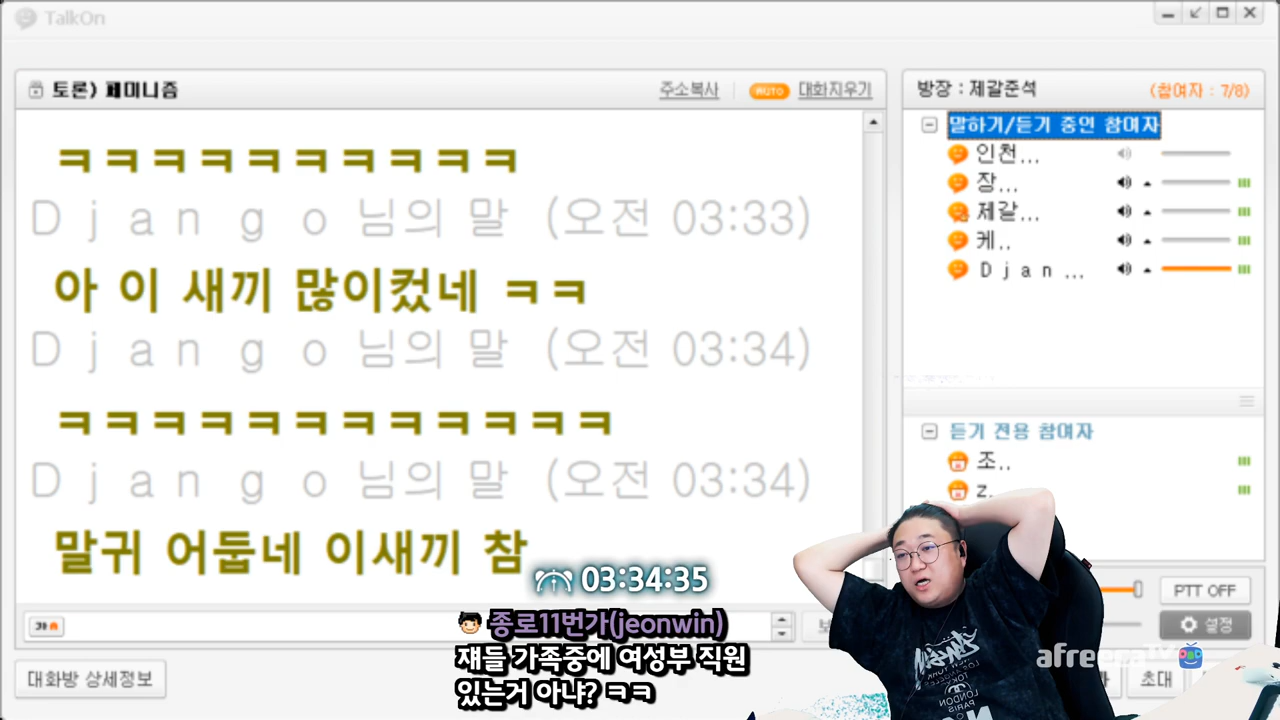 TalkOn
토론) 페미니즘
주소복사
AUTO
대화지우기
ㅋㅋㅋㅋㅋㅋㅋㅋㅋㅋ
D j a n g o 님의 말 (오전 03:33)
아 이 새끼 많이컸네 ㅋㅋ
D j a n g o 님의 말 (오전 03:34)
ㅋㅋㅋㅋㅋㅋㅋㅋㅋㅋㅋㅋ
D j a n g o 님의 말 (오전 03:34)
말귀 어둡네 이새끼 참
방장 : 제갈준석
(참여자 : 7/8)
말하기/듣기 중인 참여자
인천...
장...
제갈...
케..
D j a n ...
듣기 전용 참여자
조..
z.
03:34:35
종로11번가(jeonwin)
쟤들 가족중에 여성부 직원
있는거 아냐? ㅋㅋ
가
대화방 상세정보
PTT OFF
설정
초대